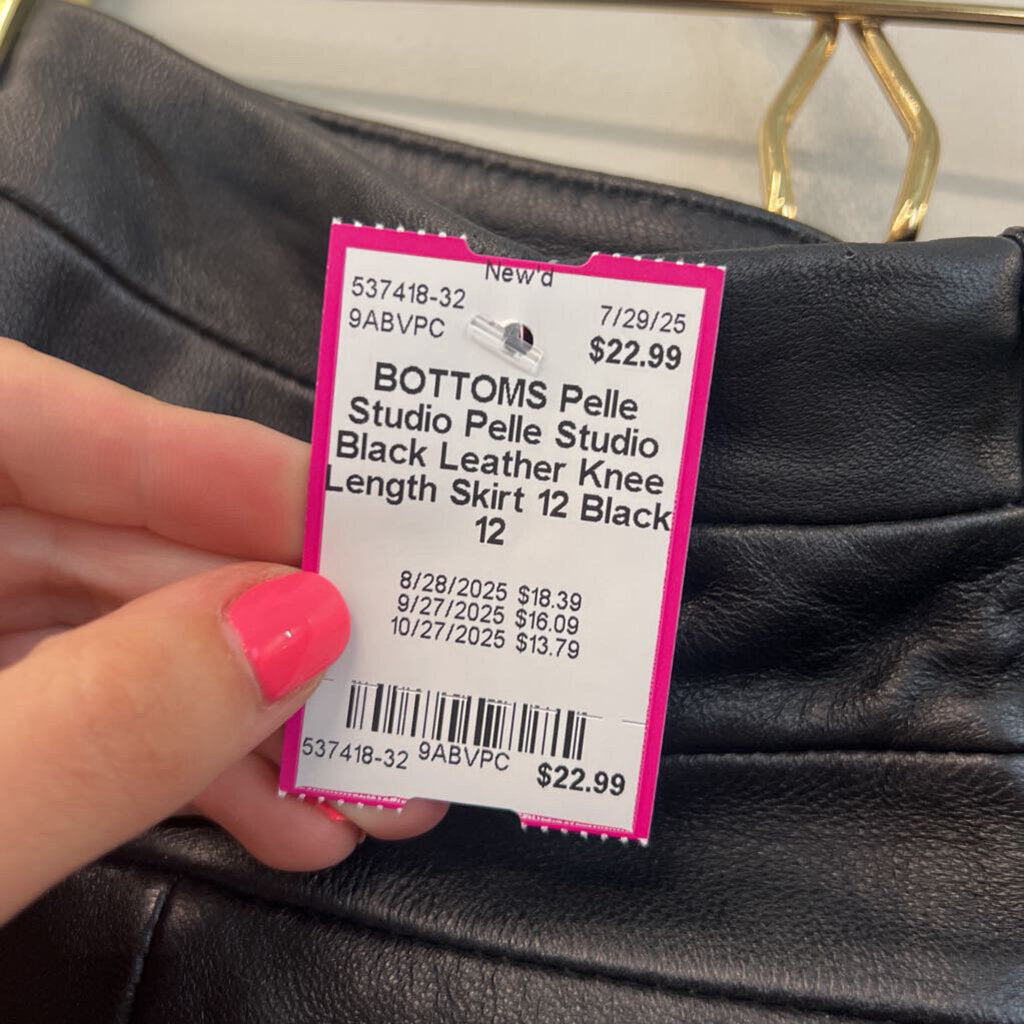 New'd
537418-32
7/29/25
9ABVPC
$22.99
BOTTOMS Pelle
Studio Pelle Studio
Black Leather Knee
Length Skirt 12 Black
12
8/28/2025 $18.39
9/27/2025 $16.09
10/27/2025 $13.79
537418-32 9ABVPC
$22.99